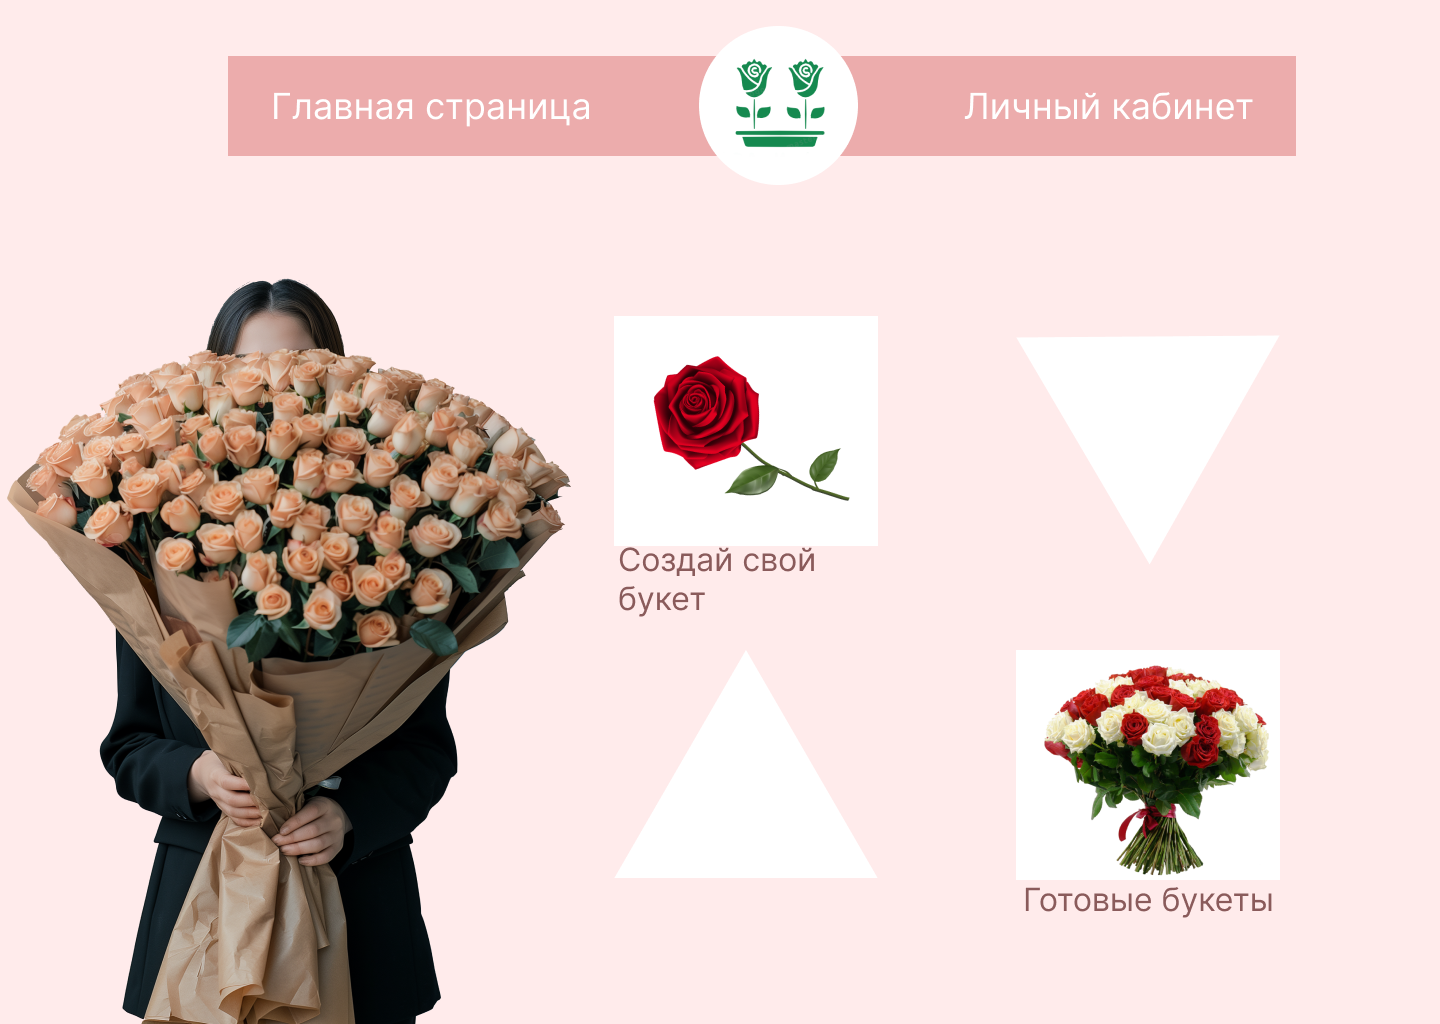 Главная страница
Личный кабинет
Создай свой
букет
Готовые букеты